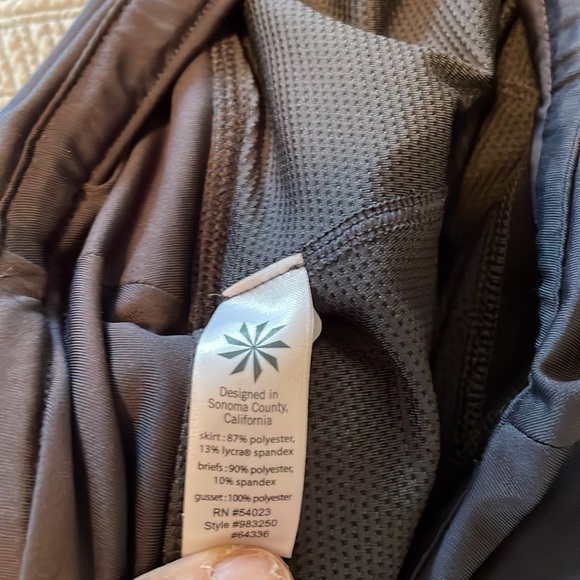 Designed in
Sonoma County,
California
skirt : 87% polyester,
13% lycra® spandex
briefs : 90% polyester,
10% spandex
gusset : 100% polyester
RN #54023
Style #983250
#64336